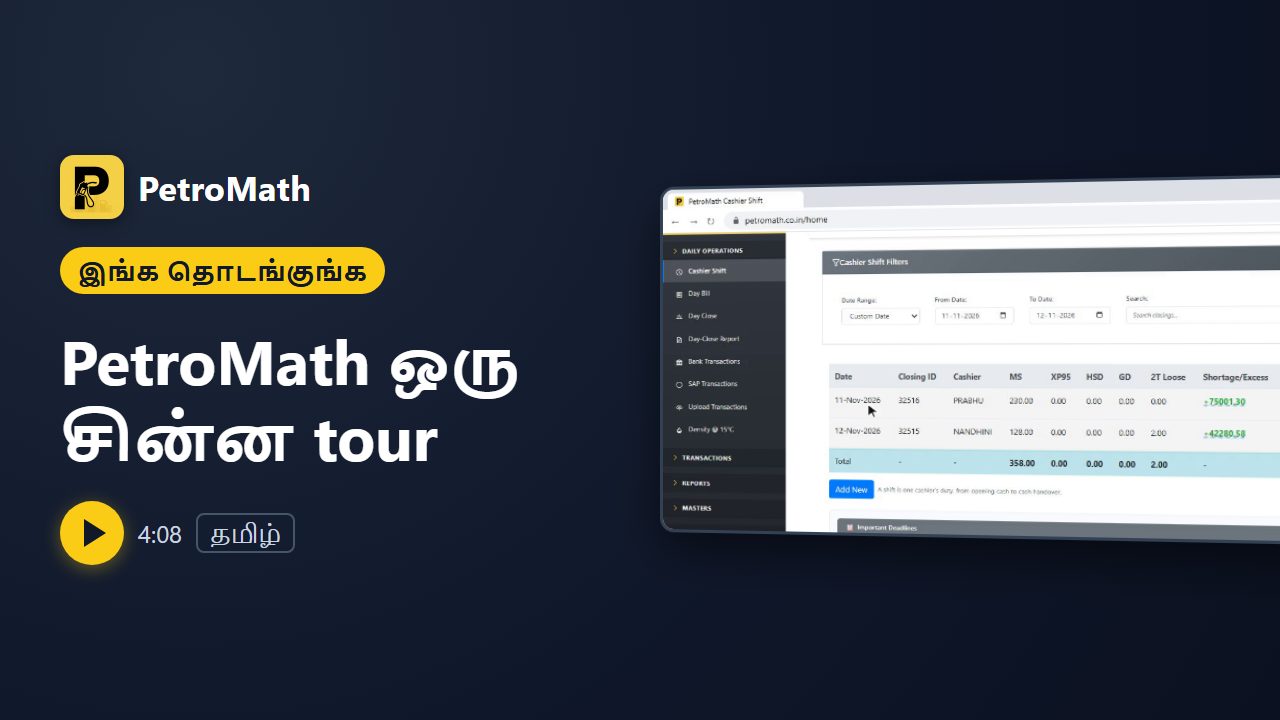 PetroMath
இங்க தொடங்குங்க
PetroMath ஒரு
சின்ன tour
4:08
தமிழ்
PetroMath Cashier Shift
petromath.co.in/home
DAILY OPERATIONS
Cashier Shift
Day Bill
Day Close
Day-Close Report
Bank Transactions
SAP Transactions
Upload Transactions
Density @ 15°C
TRANSACTIONS
REPORTS
MASTERS
Cashier Shift Filters
Date Range: From Date: To Date: Search:
Custom Date 11-11-2026 12-11-2026 Search closings...
Date Closing ID Cashier MS XP95 HSD GD 2T Loose Shortage/Excess
11-Nov-2026 32516 PRABHU 230.00 0.00 0.00 0.00 0.00 +75001.30
12-Nov-2026 32515 NANDHINI 128.00 0.00 0.00 0.00 2.00 +42280.58
Total - - 358.00 0.00 0.00 0.00 2.00 -
Add New A shift is one cashier's duty, from opening cash to cash handover.
Important Deadlines